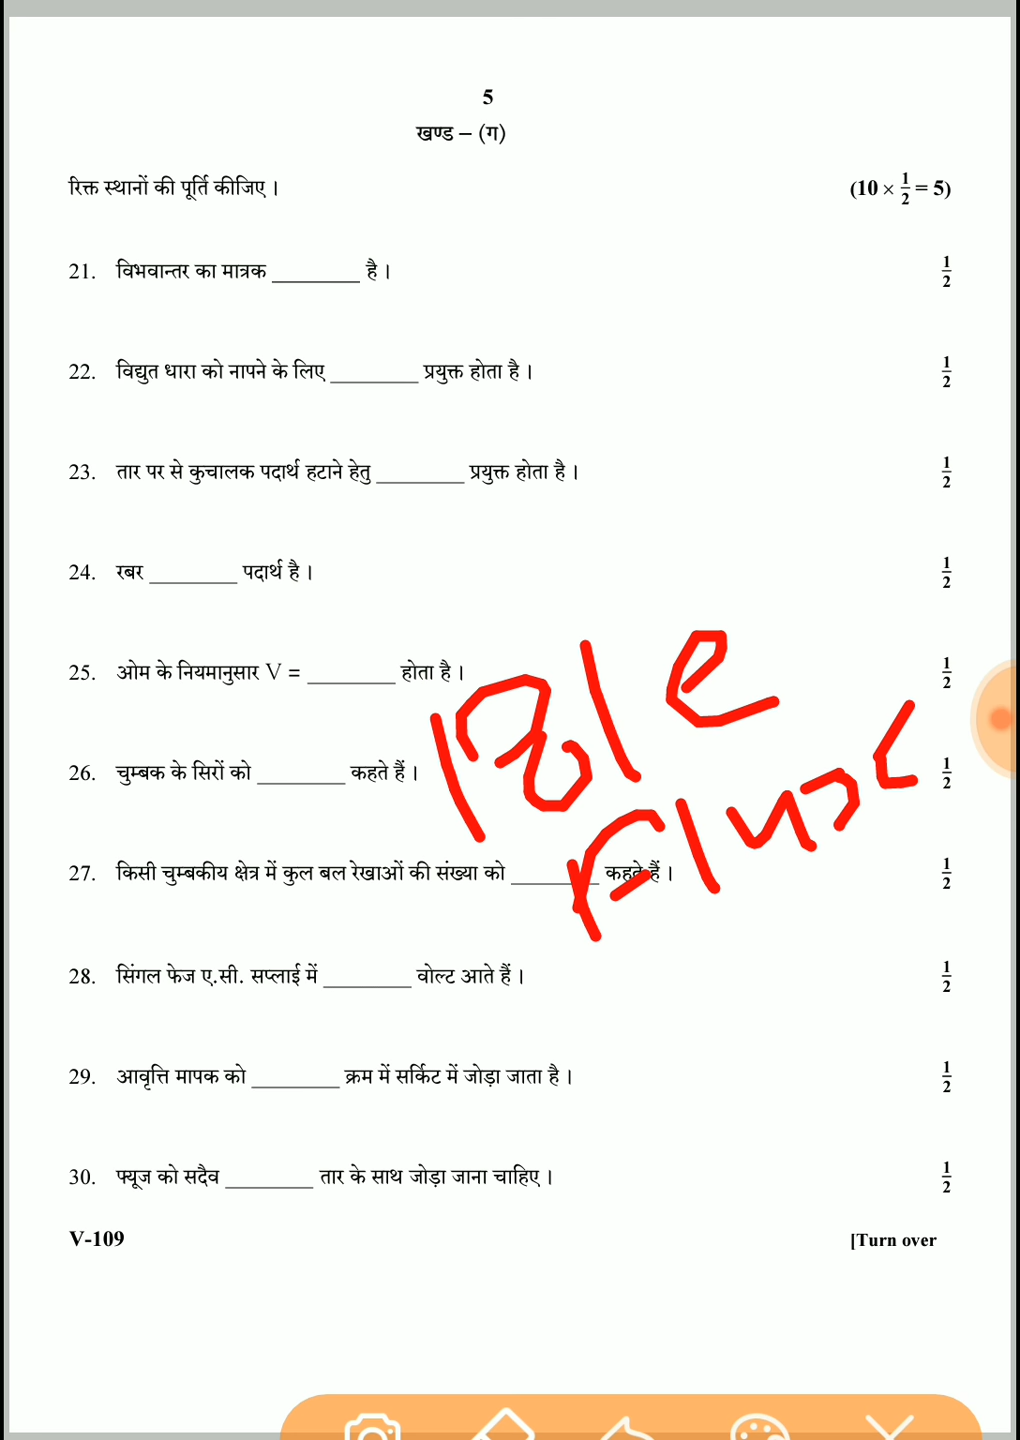 5
खण्ड – (ग)
रिक्त स्थानों की पूर्ति कीजिए । (10 × 1/2 = 5)
21. विभवान्तर का मात्रक ________ है । 1/2
22. विद्युत धारा को नापने के लिए ________ प्रयुक्त होता है । 1/2
23. तार पर से कुचालक पदार्थ हटाने हेतु ________ प्रयुक्त होता है । 1/2
24. रबर ________ पदार्थ है । 1/2
25. ओम के नियमानुसार V = ________ होता है । 1/2
Pole
26. चुम्बक के सिरों को ________ कहते हैं । 1/2
Flux
27. किसी चुम्बकीय क्षेत्र में कुल बल रेखाओं की संख्या को ________ कहते हैं । 1/2
28. सिंगल फेज ए.सी. सप्लाई में ________ वोल्ट आते हैं । 1/2
29. आवृत्ति मापक को ________ क्रम में सर्किट में जोड़ा जाता है । 1/2
30. फ्यूज को सदैव ________ तार के साथ जोड़ा जाना चाहिए । 1/2
V-109 [Turn over